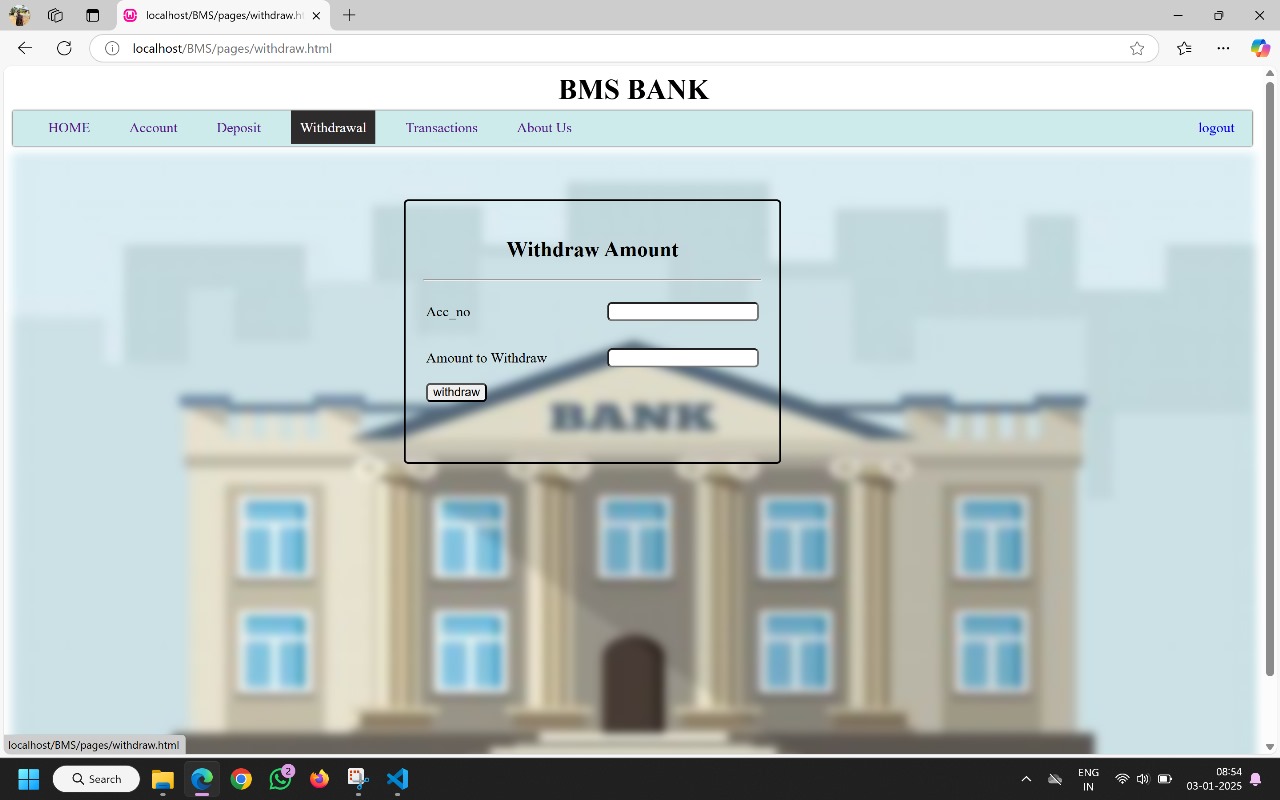 localhost/BMS/pages/withdraw.h
localhost/BMS/pages/withdraw.html
BMS BANK
HOME Account Deposit Withdrawal Transactions About Us logout
Withdraw Amount
Acc_no
Amount to Withdraw
withdraw
BANK
localhost/BMS/pages/withdraw.html
Search
2
ENG
IN
08:54
03-01-2025